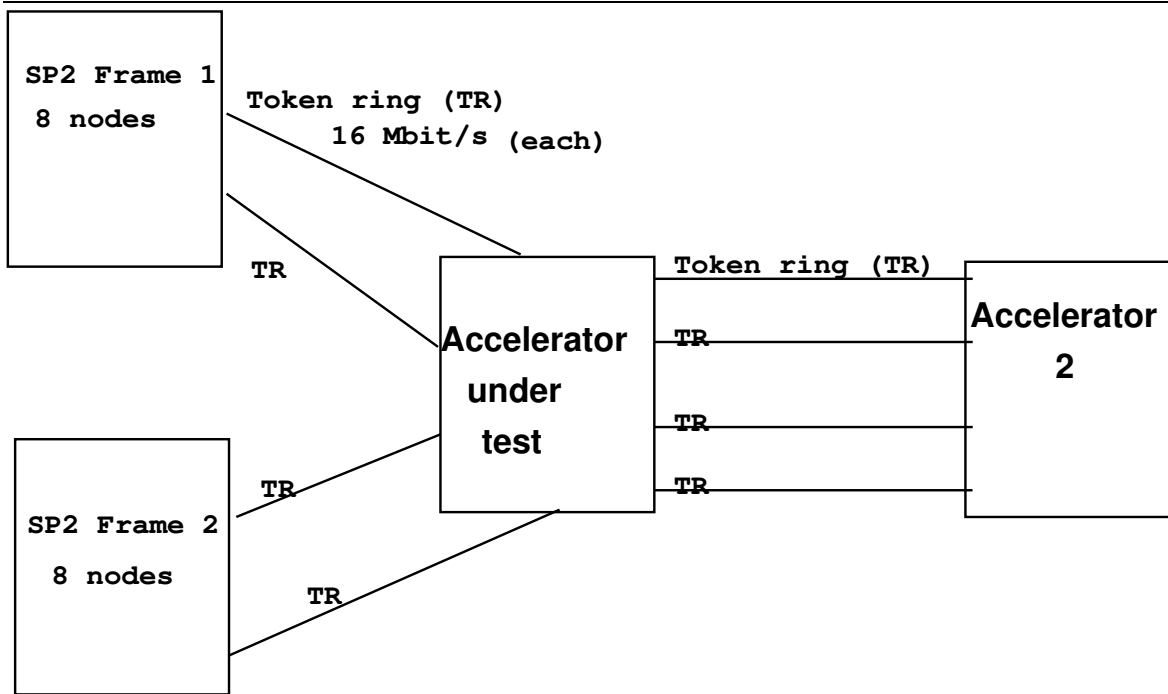 SP2 Frame 1
8 nodes
Token ring (TR)
16 Mbit/s (each)
TR
Token ring (TR)
Accelerator
under
test
TR
TR
TR
Accelerator
2
SP2 Frame 2
8 nodes
TR
TR